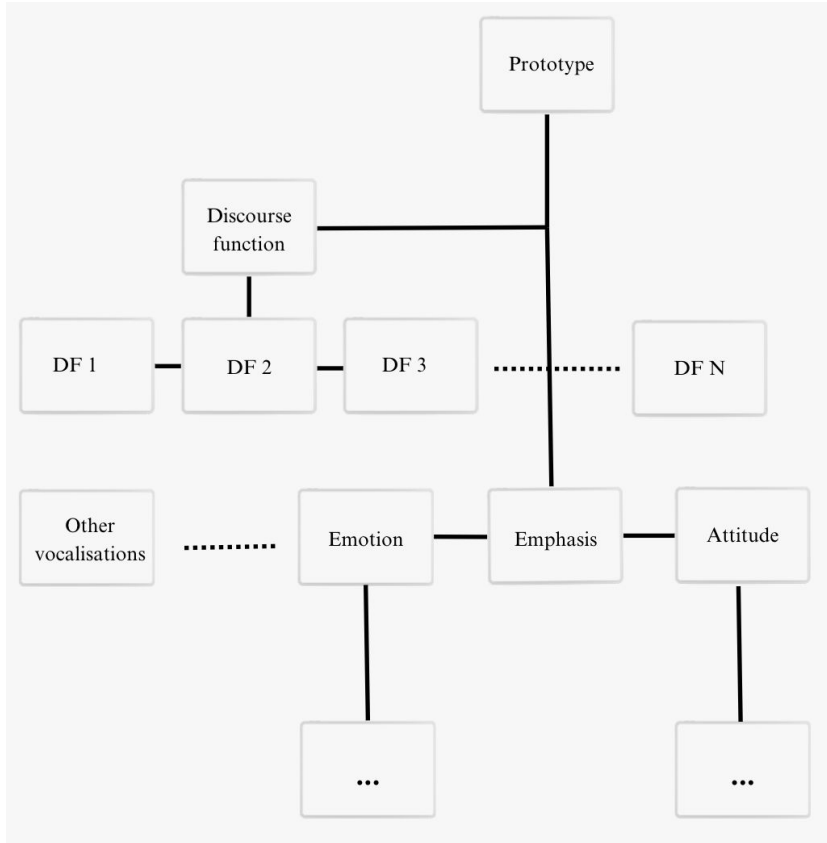 Prototype
Discourse
function
DF 1
DF 2
DF 3
DF N
Other
vocalisations
Emotion
Emphasis
Attitude
...
...